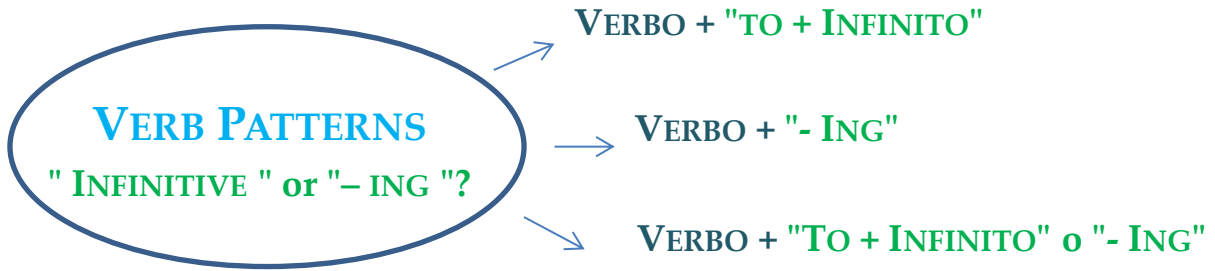 VERB PATTERNS
" INFINITIVE " or "– ING "?
VERBO + "TO + INFINITO"
VERBO + "- ING"
VERBO + "TO + INFINITO" o "- ING"